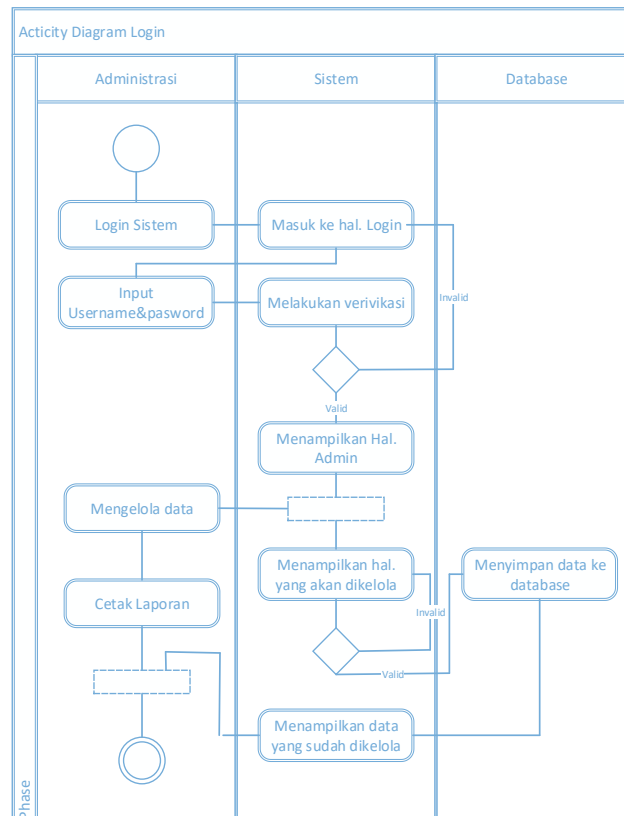 Acticity Diagram Login
Administrasi
Sistem
Database
Login Sistem
Masuk ke hal. Login
Input
Username&pasword
Melakukan verivikasi
Invalid
Valid
Menampilkan Hal.
Admin
Mengelola data
Menampilkan hal.
yang akan dikelola
Menyimpan data ke
database
Cetak Laporan
Invalid
Valid
Menampilkan data
yang sudah dikelola
Phase